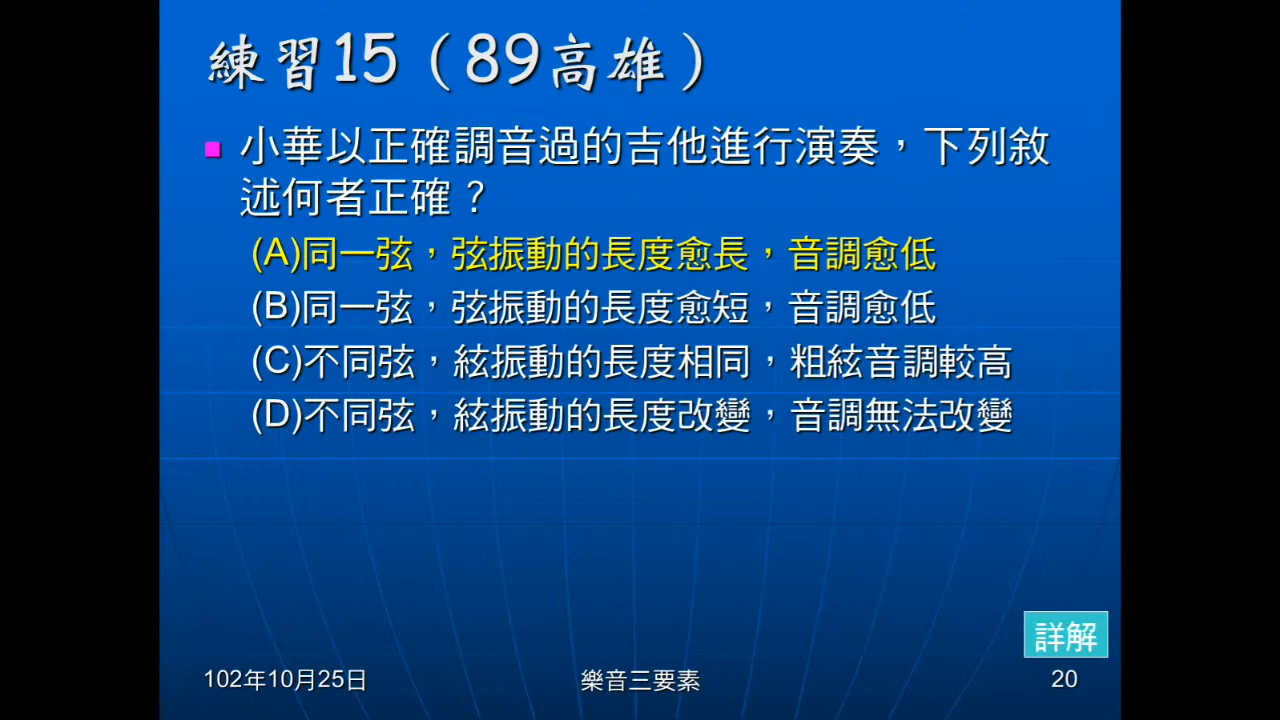 練習15（89高雄）
小華以正確調音過的吉他進行演奏，下列敘
述何者正確？
(A)同一弦，弦振動的長度愈長，音調愈低
(B)同一弦，弦振動的長度愈短，音調愈低
(C)不同弦，絃振動的長度相同，粗絃音調較高
(D)不同弦，絃振動的長度改變，音調無法改變
詳解
102年10月25日
樂音三要素
20